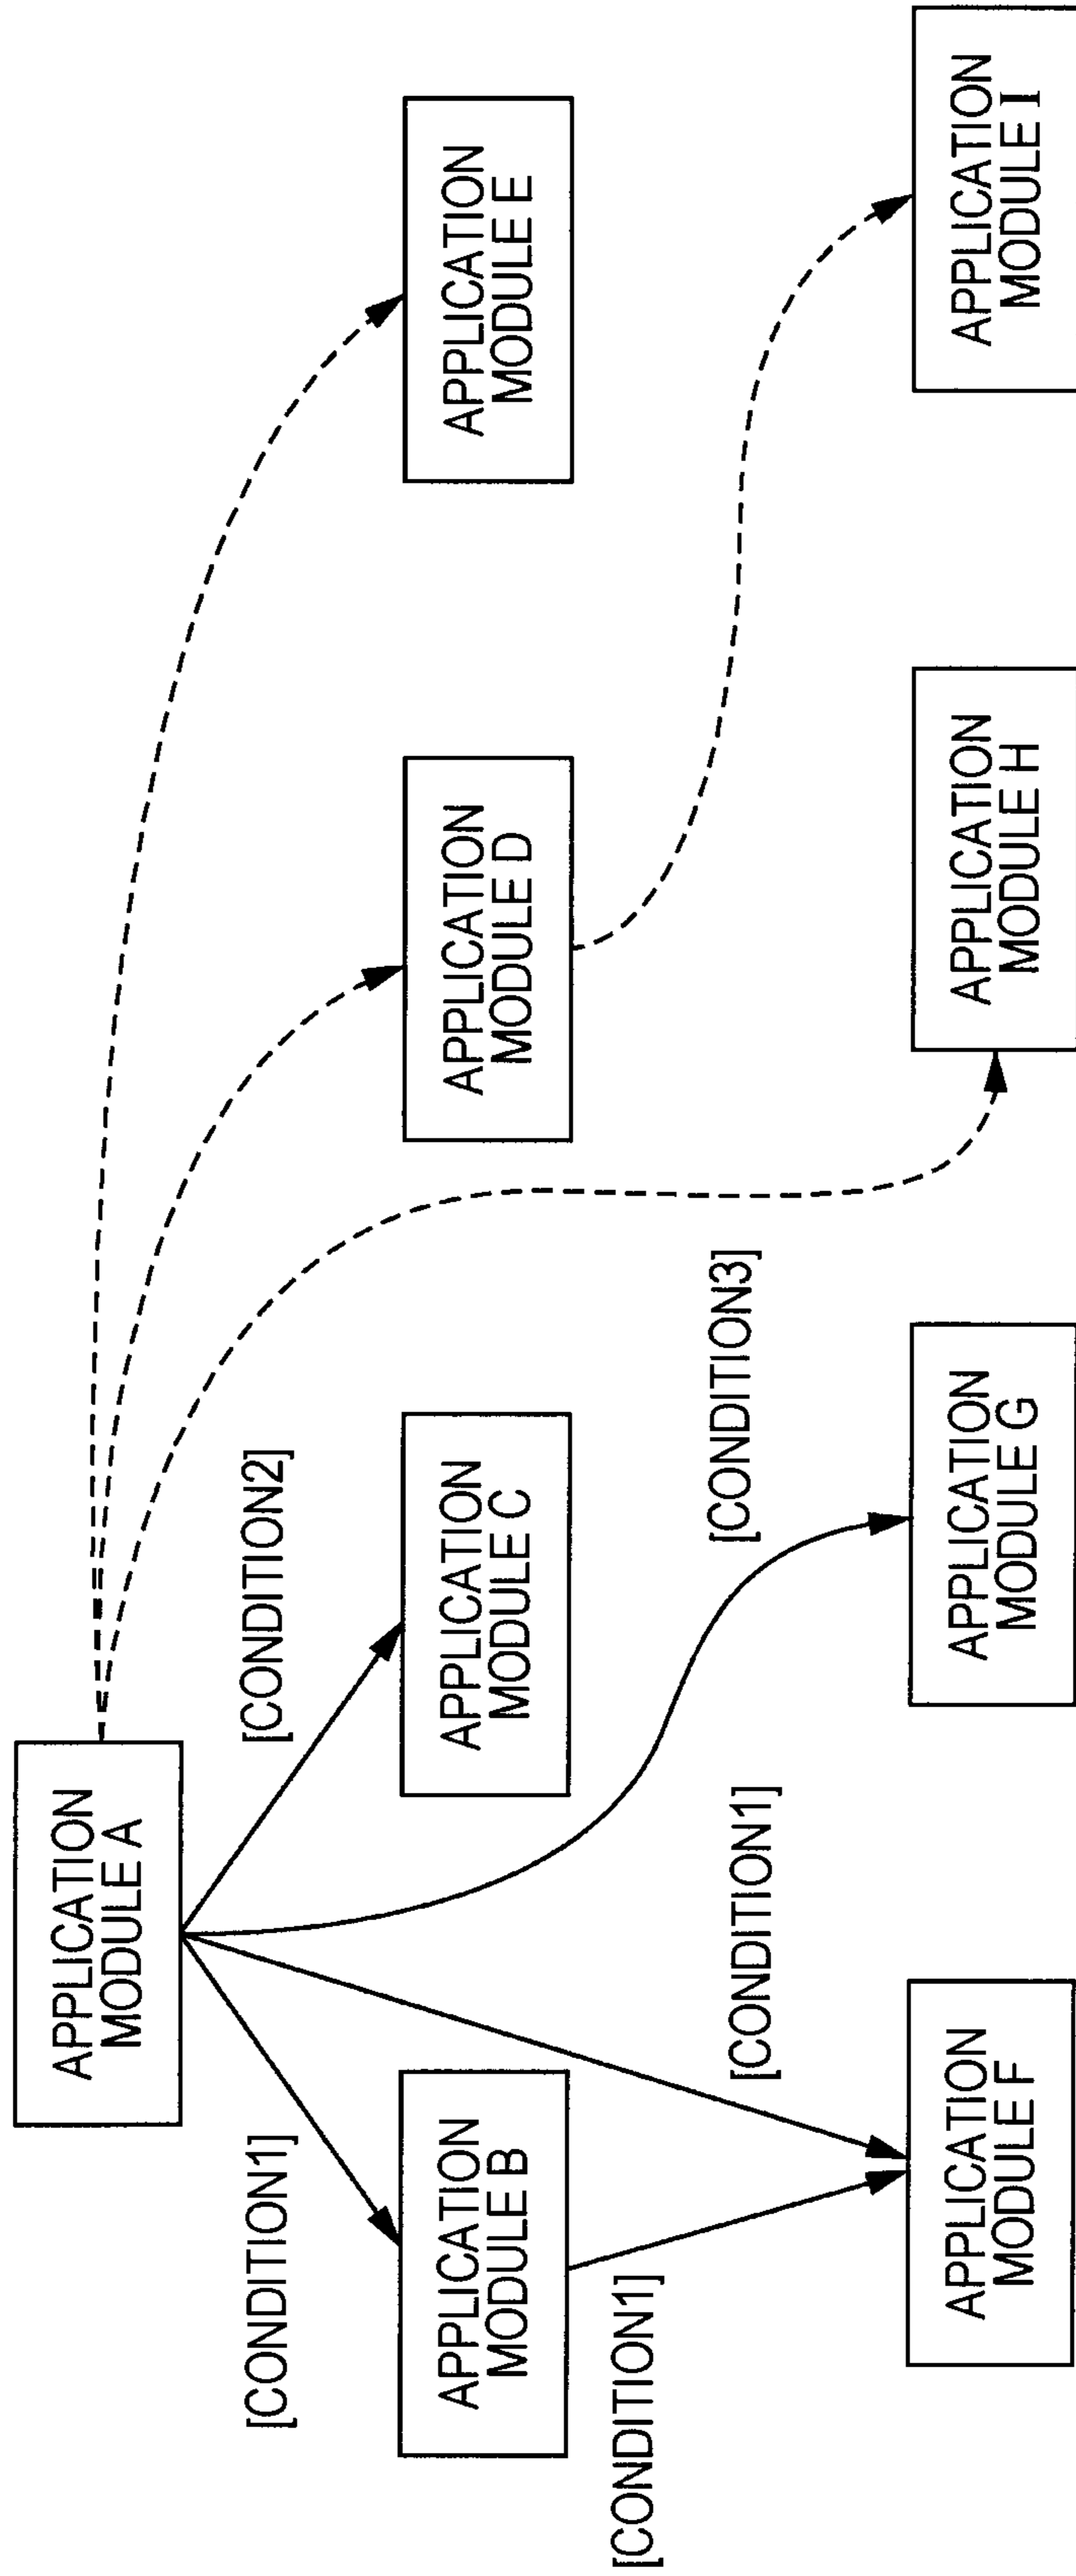 APPLICATION
MODULE A
[CONDITION1]
[CONDITION2]
APPLICATION
MODULE B
APPLICATION
MODULE C
APPLICATION
MODULE D
APPLICATION
MODULE E
[CONDITION1]
[CONDITION1]
[CONDITION3]
APPLICATION
MODULE F
APPLICATION
MODULE G
APPLICATION
MODULE H
APPLICATION
MODULE I